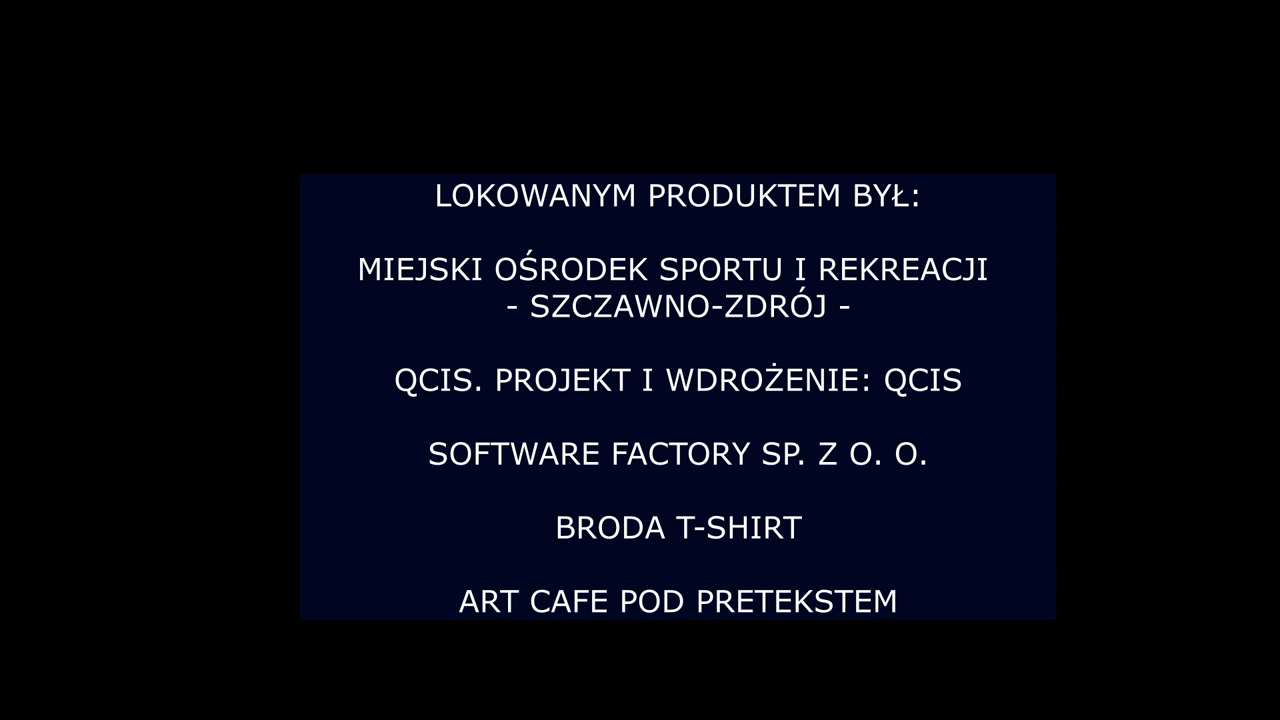 LOKOWANYM PRODUKTEM BYŁ:
MIEJSKI OŚRODEK SPORTU I REKREACJI
- SZCZAWNO-ZDRÓJ -
QCIS. PROJEKT I WDROŻENIE: QCIS
SOFTWARE FACTORY SP. Z O. O.
BRODA T-SHIRT
ART CAFE POD PRETEKSTEM